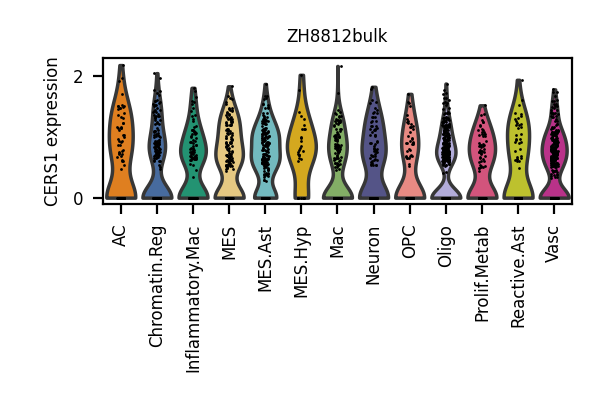 ZH8812bulk
CERS1 expression
2
0
AC
Chromatin.Reg
Inflammatory.Mac
MES
MES.Ast
MES.Hyp
Mac
Neuron
OPC
Oligo
Prolif.Metab
Reactive.Ast
Vasc